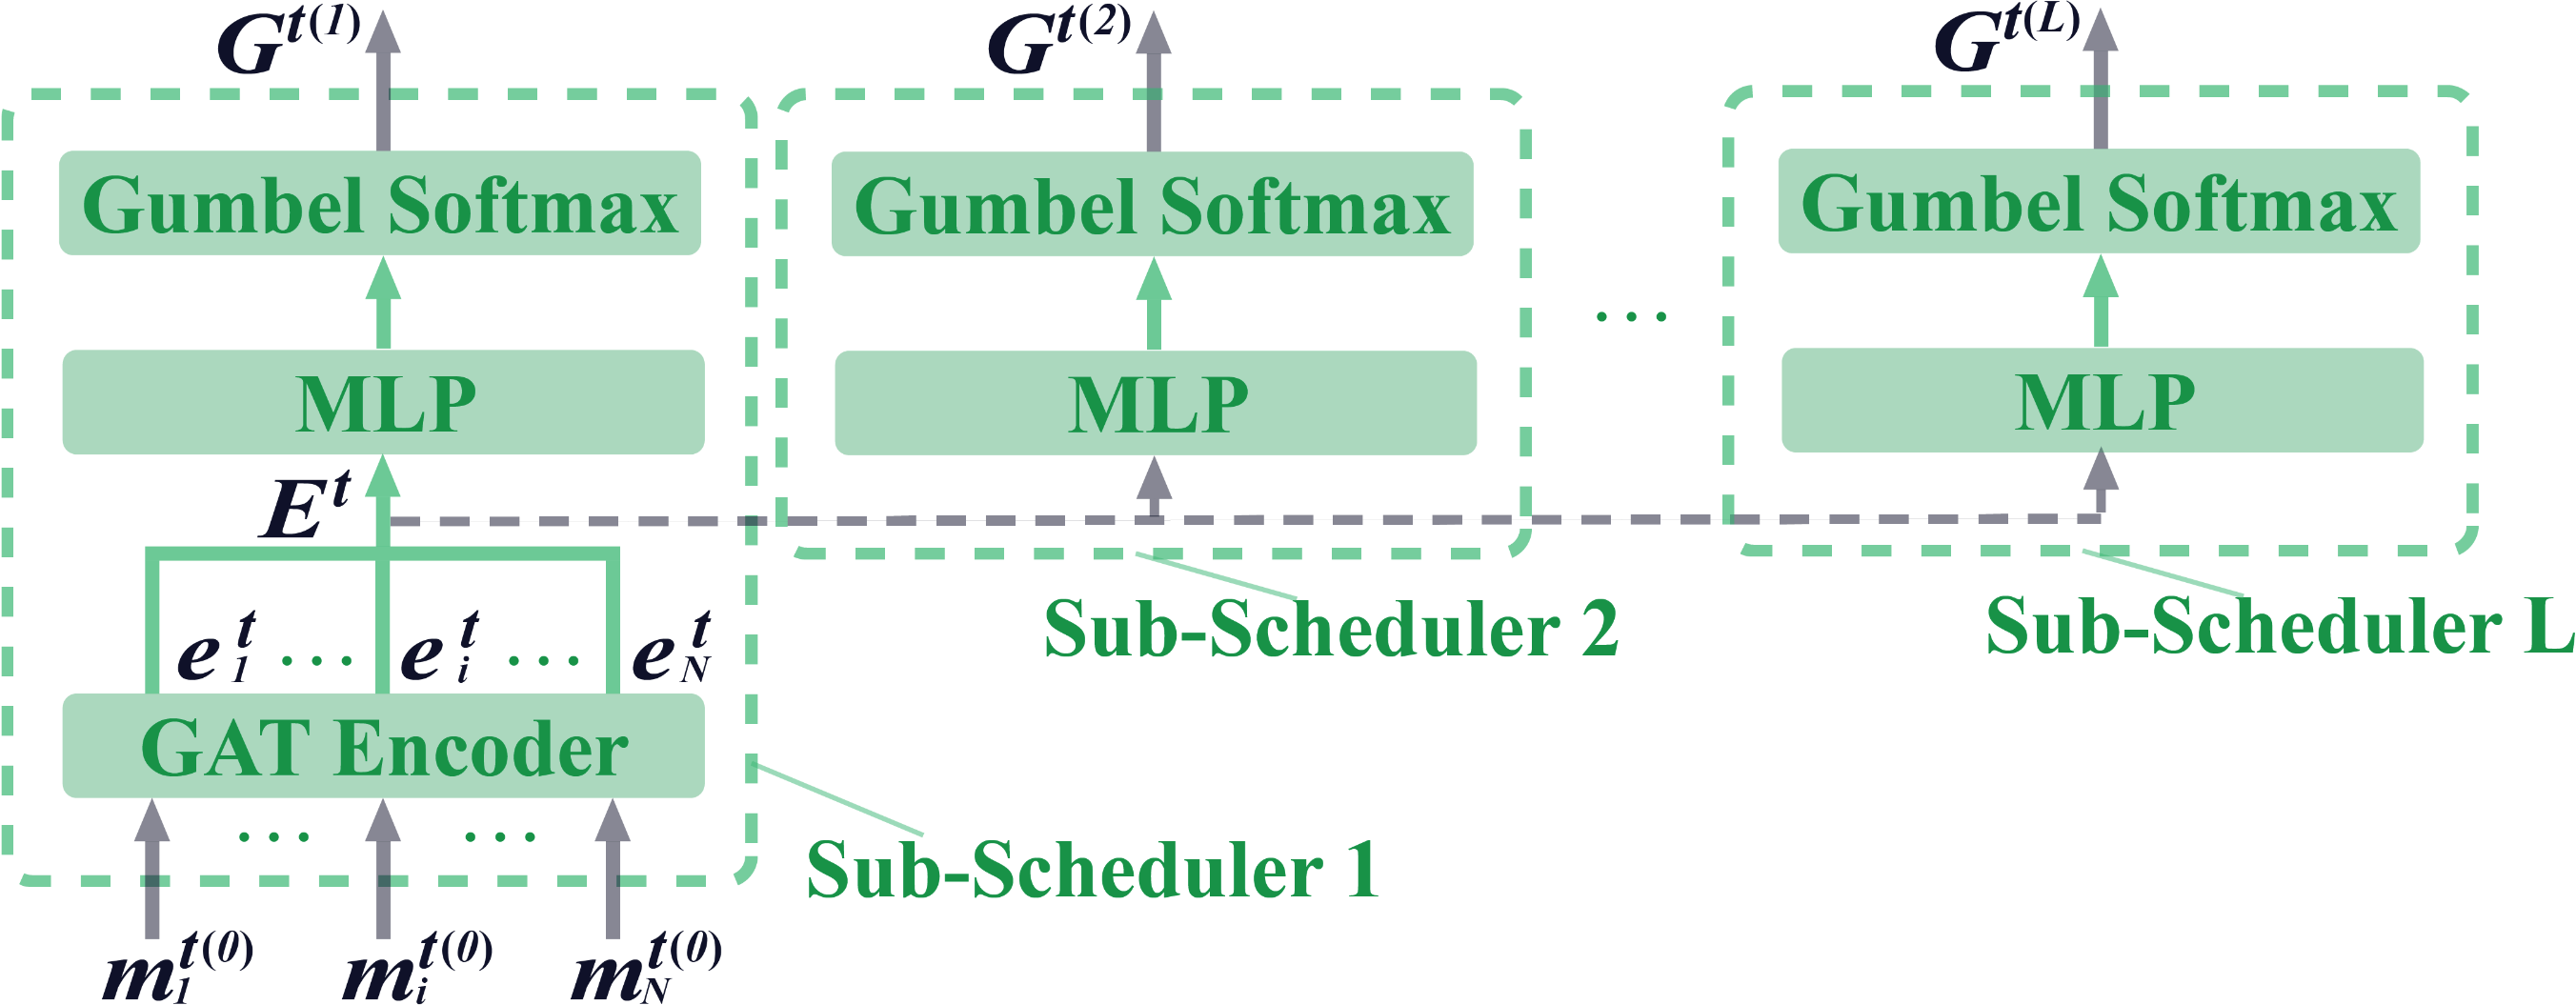 G^{t(1)} G^{t(2)} G^{t(L)}
Gumbel Softmax Gumbel Softmax Gumbel Softmax
...
MLP MLP MLP
E^t
e_1^t ... e_i^t ... e_N^t
Sub-Scheduler 2 Sub-Scheduler L
GAT Encoder
... ...
Sub-Scheduler 1
m_1^{t(0)} m_i^{t(0)} m_N^{t(0)}